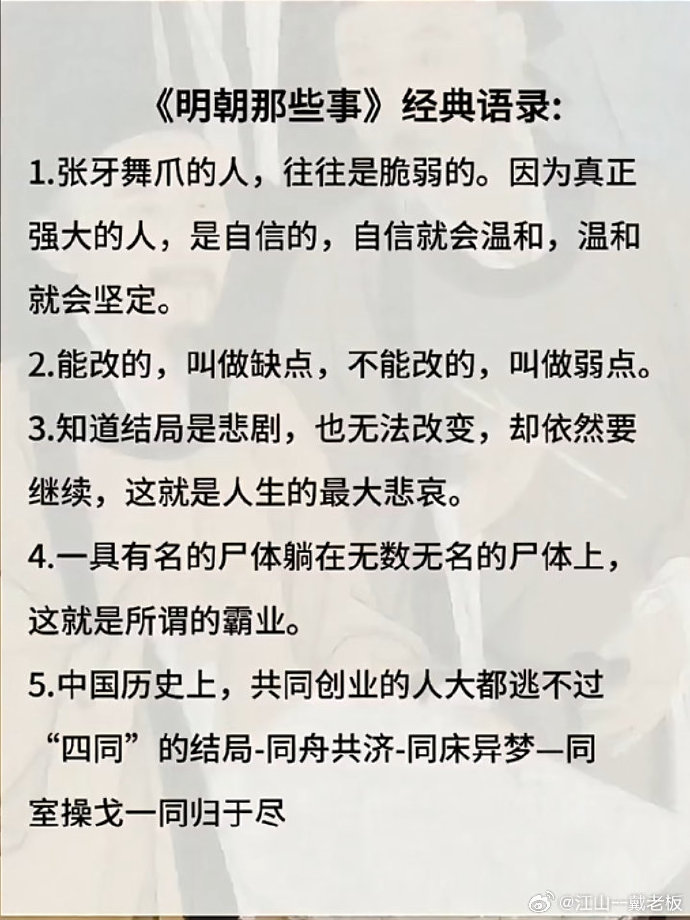 《明朝那些事》经典语录:
1.张牙舞爪的人，往往是脆弱的。因为真正
强大的人，是自信的，自信就会温和，温和
就会坚定。
2.能改的，叫做缺点，不能改的，叫做弱点。
3.知道结局是悲剧，也无法改变，却依然要
继续，这就是人生的最大悲哀。
4.一具有名的尸体躺在无数无名的尸体上，
这就是所谓的霸业。
5.中国历史上，共同创业的人大都逃不过
“四同”的结局-同舟共济-同床异梦—同
室操戈一同归于尽
@江山一戴老板